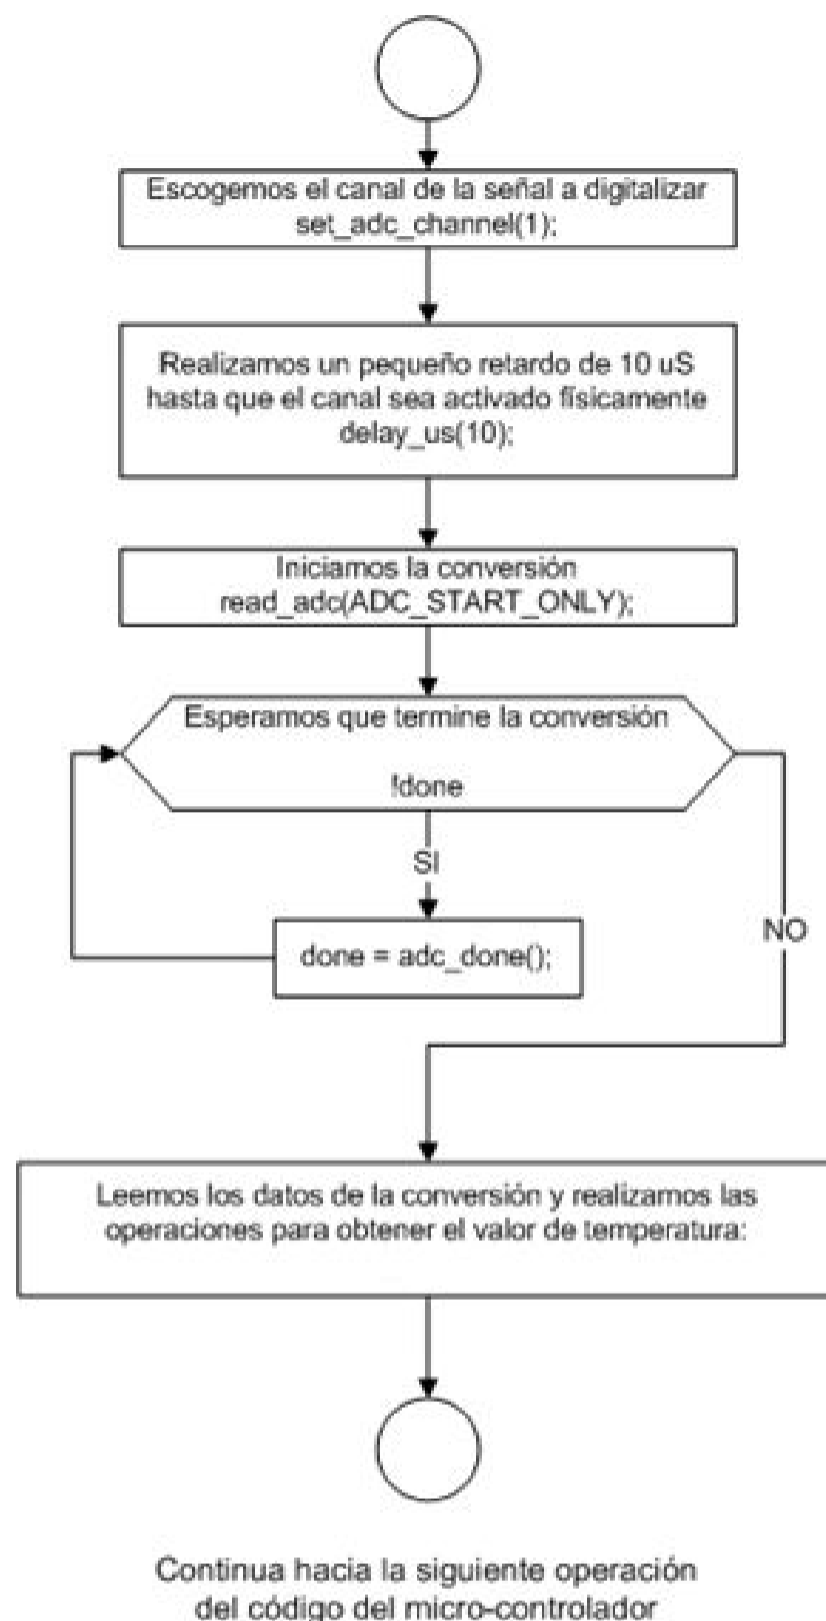 Escogemos el canal de la señal a digitalizar
set_adc_channel(1);
Realizamos un pequeño retardo de 10 uS
hasta que el canal sea activado físicamente
delay_us(10);
Iniciamos la conversión
read_adc(ADC_START_ONLY);
Esperamos que termine la conversión
!done
SI
done = adc_done();
NO
Leemos los datos de la conversión y realizamos las
operaciones para obtener el valor de temperatura:
Continua hacia la siguiente operación
del código del micro-controlador